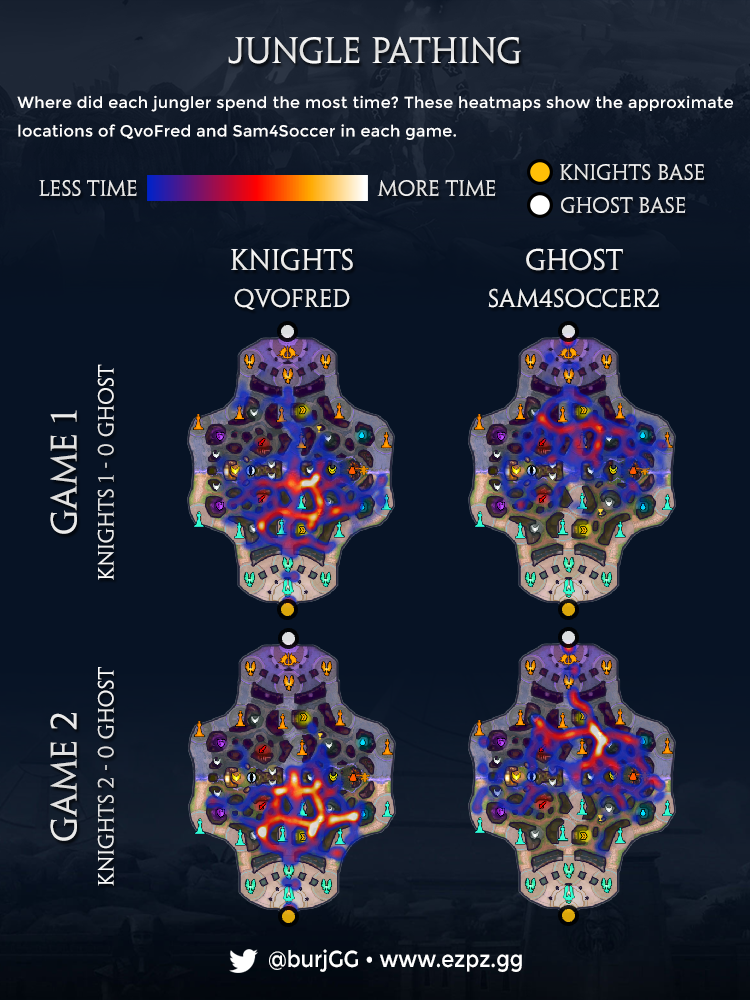 JUNGLE PATHING
Where did each jungler spend the most time? These heatmaps show the approximate
locations of QvoFred and Sam4Soccer in each game.
LESS TIME MORE TIME
KNIGHTS BASE
GHOST BASE
KNIGHTS GHOST
QVOFRED SAM4SOCCER2
GAME 1
KNIGHTS 1 - 0 GHOST
GAME 2
KNIGHTS 2 - 0 GHOST
@burjGG • www.ezpz.gg